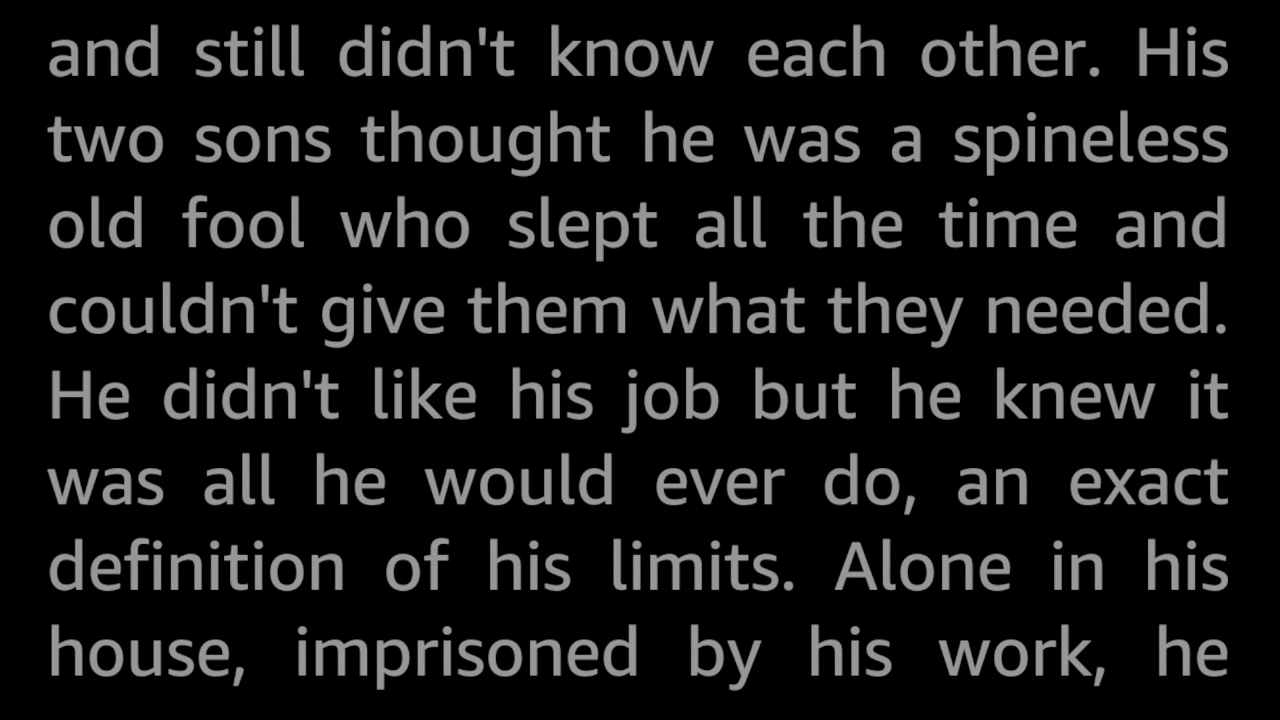 and still didn't know each other. His
two sons thought he was a spineless
old fool who slept all the time and
couldn't give them what they needed.
He didn't like his job but he knew it
was all he would ever do, an exact
definition of his limits. Alone in his
house, imprisoned by his work, he